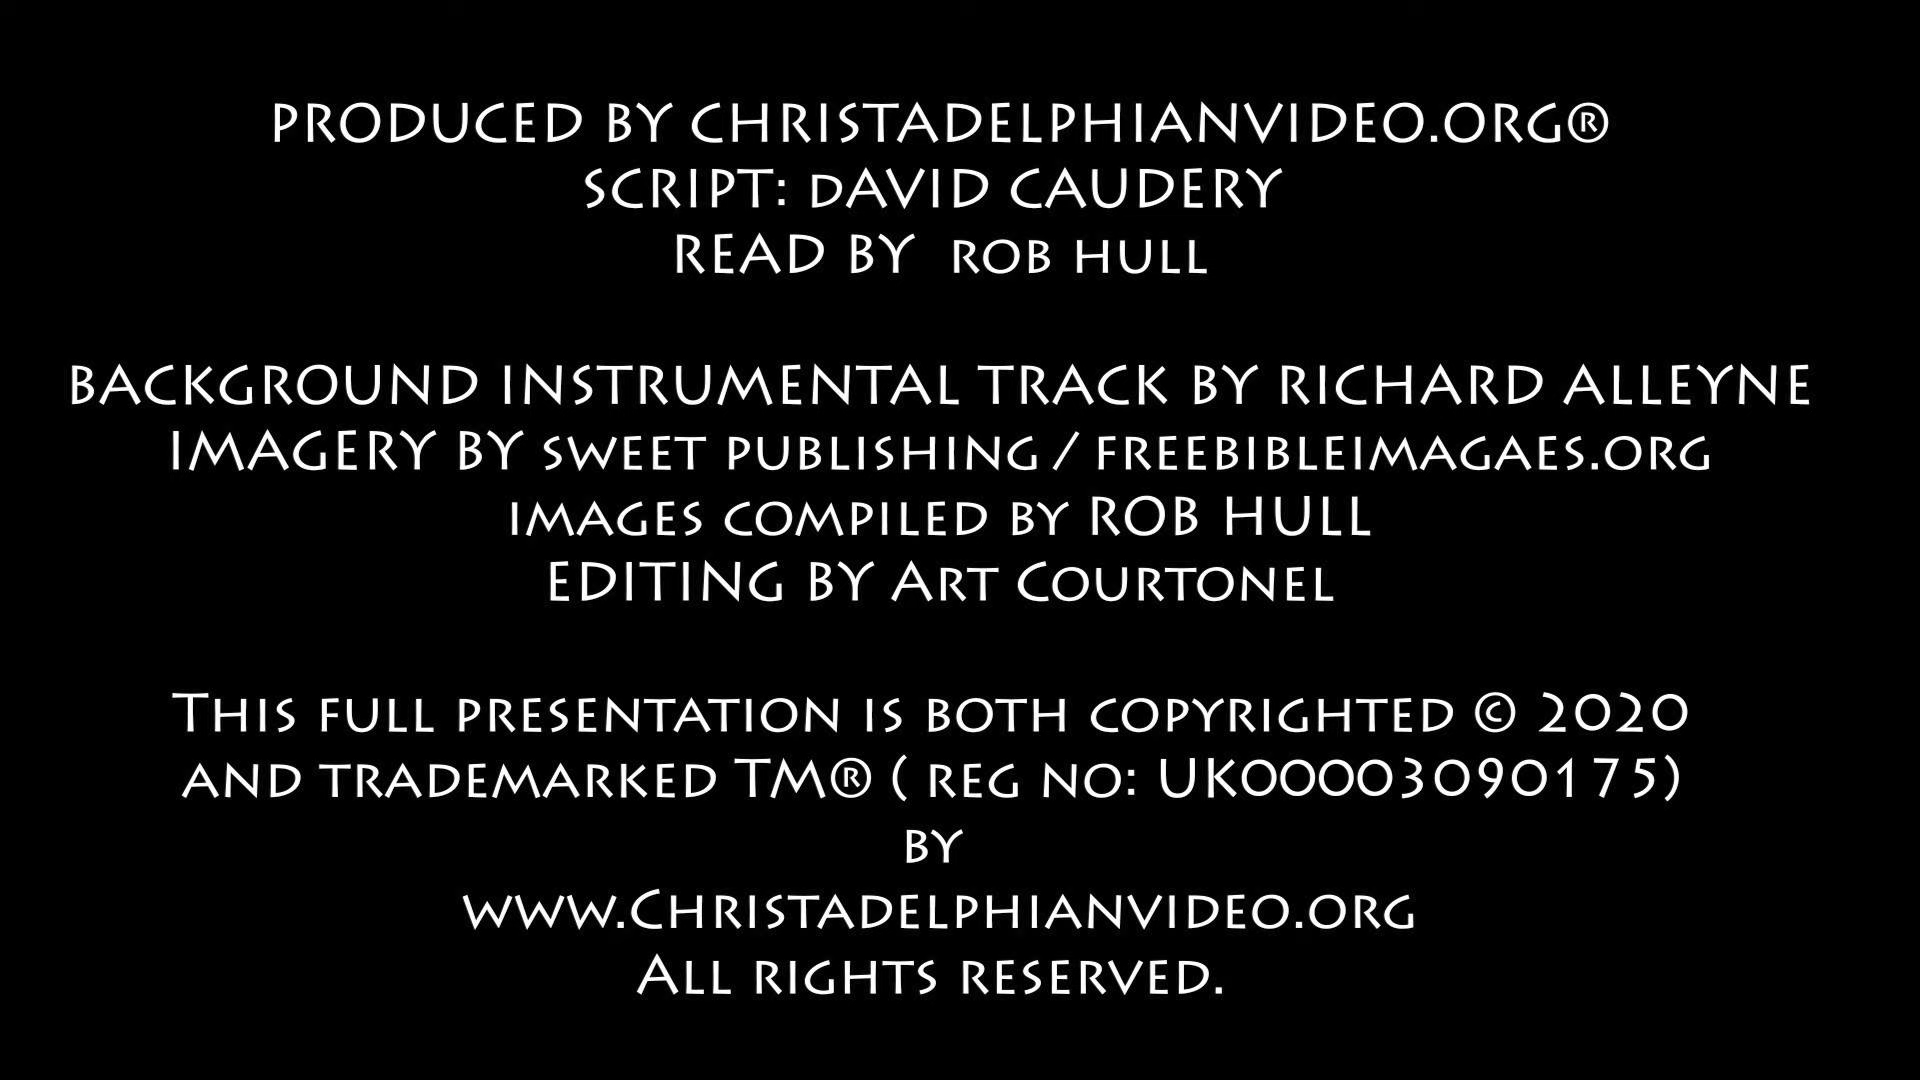 PRODUCED BY CHRISTADELPHIANVIDEO.ORG®
SCRIPT: DAVID CAUDERY
READ BY ROB HULL
BACKGROUND INSTRUMENTAL TRACK BY RICHARD ALLEYNE
IMAGERY BY SWEET PUBLISHING / FREEBIBLEIMAGAES.ORG
IMAGES COMPILED BY ROB HULL
EDITING BY ART COURTONEL
THIS FULL PRESENTATION IS BOTH COPYRIGHTED © 2020
AND TRADEMARKED TM® ( REG NO: UK00003090175)
BY
WWW.CHRISTADELPHIANVIDEO.ORG
ALL RIGHTS RESERVED.